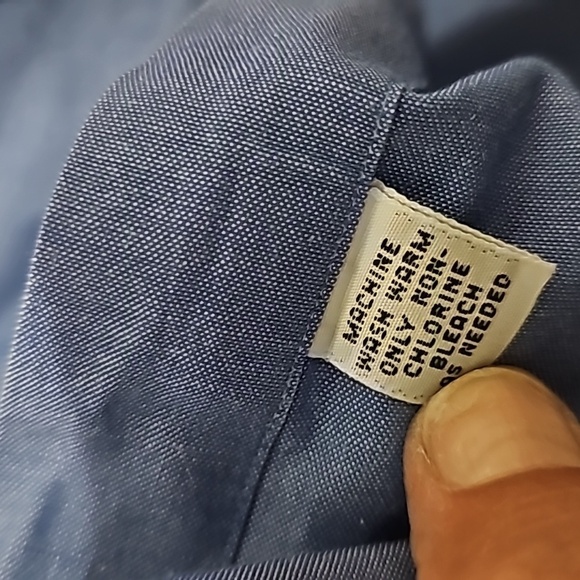 MACHINE
WASH WARM
ONLY NON-
CHLORINE
BLEACH
AS NEEDED